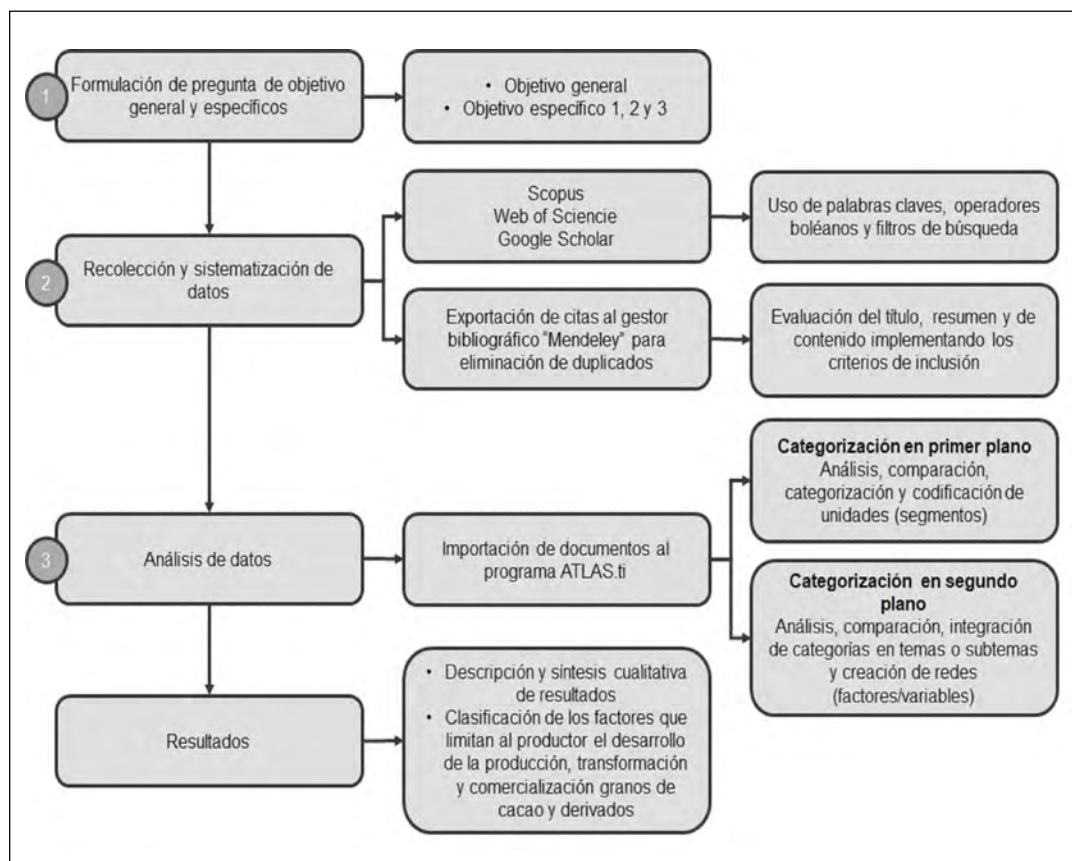 1
Formulación de pregunta de objetivo
general y específicos
• Objetivo general
• Objetivo específico 1, 2 y 3
2
Recolección y sistematización de
datos
Scopus
Web of Sciencie
Google Scholar
Uso de palabras claves, operadores
boléanos y filtros de búsqueda
Exportación de citas al gestor
bibliográfico "Mendeley" para
eliminación de duplicados
Evaluación del título, resumen y de
contenido implementando los
criterios de inclusión
3
Análisis de datos
Importación de documentos al
programa ATLAS.ti
Categorización en primer plano
Análisis, comparación,
categorización y codificación de
unidades (segmentos)
Categorización en segundo
plano
Análisis, comparación, integración
de categorías en temas o subtemas
y creación de redes
(factores/variables)
Resultados
• Descripción y síntesis cualitativa
de resultados
• Clasificación de los factores que
limitan al productor el desarrollo
de la producción, transformación
y comercialización granos de
cacao y derivados